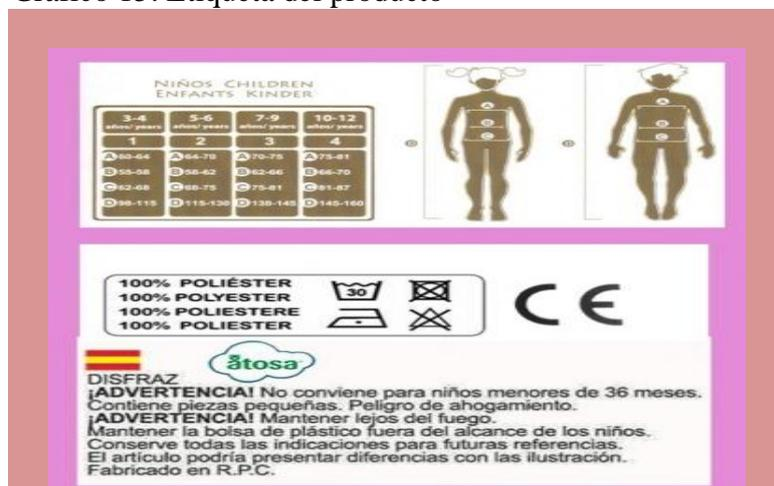 Gráfico 13. Etiqueta del producto
NIÑOS CHILDREN
ENFANTS KINDER
3-4 5-6 7-9 10-12
años/years años/years años/years años/years
1 2 3 4
A 60-64 A 64-70 A 70-75 A 75-81
B 55-58 B 58-62 B 62-66 B 66-70
C 62-68 C 68-75 C 75-81 C 81-87
D 98-115 D 115-130 D 130-145 D 145-160
A A
B B
C C
D D
100% POLIÉSTER
100% POLYESTER
100% POLIESTERE
100% POLIESTER
30
CE
atosa
DISFRAZ
¡ADVERTENCIA! No conviene para niños menores de 36 meses.
Contiene piezas pequeñas. Peligro de ahogamiento.
¡ADVERTENCIA! Mantener lejos del fuego.
Mantener la bolsa de plástico fuera del alcance de los niños.
Conserve todas las indicaciones para futuras referencias.
El artículo podría presentar diferencias con las ilustración.
Fabricado en R.P.C.